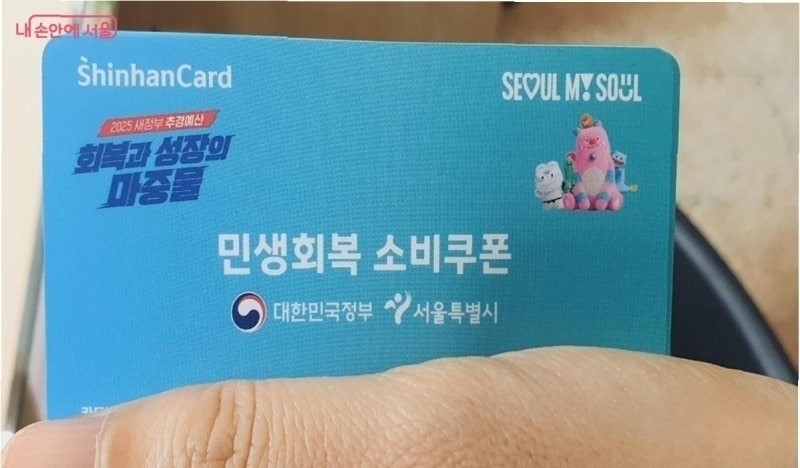 내 손안에 서울
ShinhanCard
SEOUL MY SOUL
2025 새정부 추경예산
회복과 성장의
마중물
민생회복 소비쿠폰
대한민국정부 서울특별시